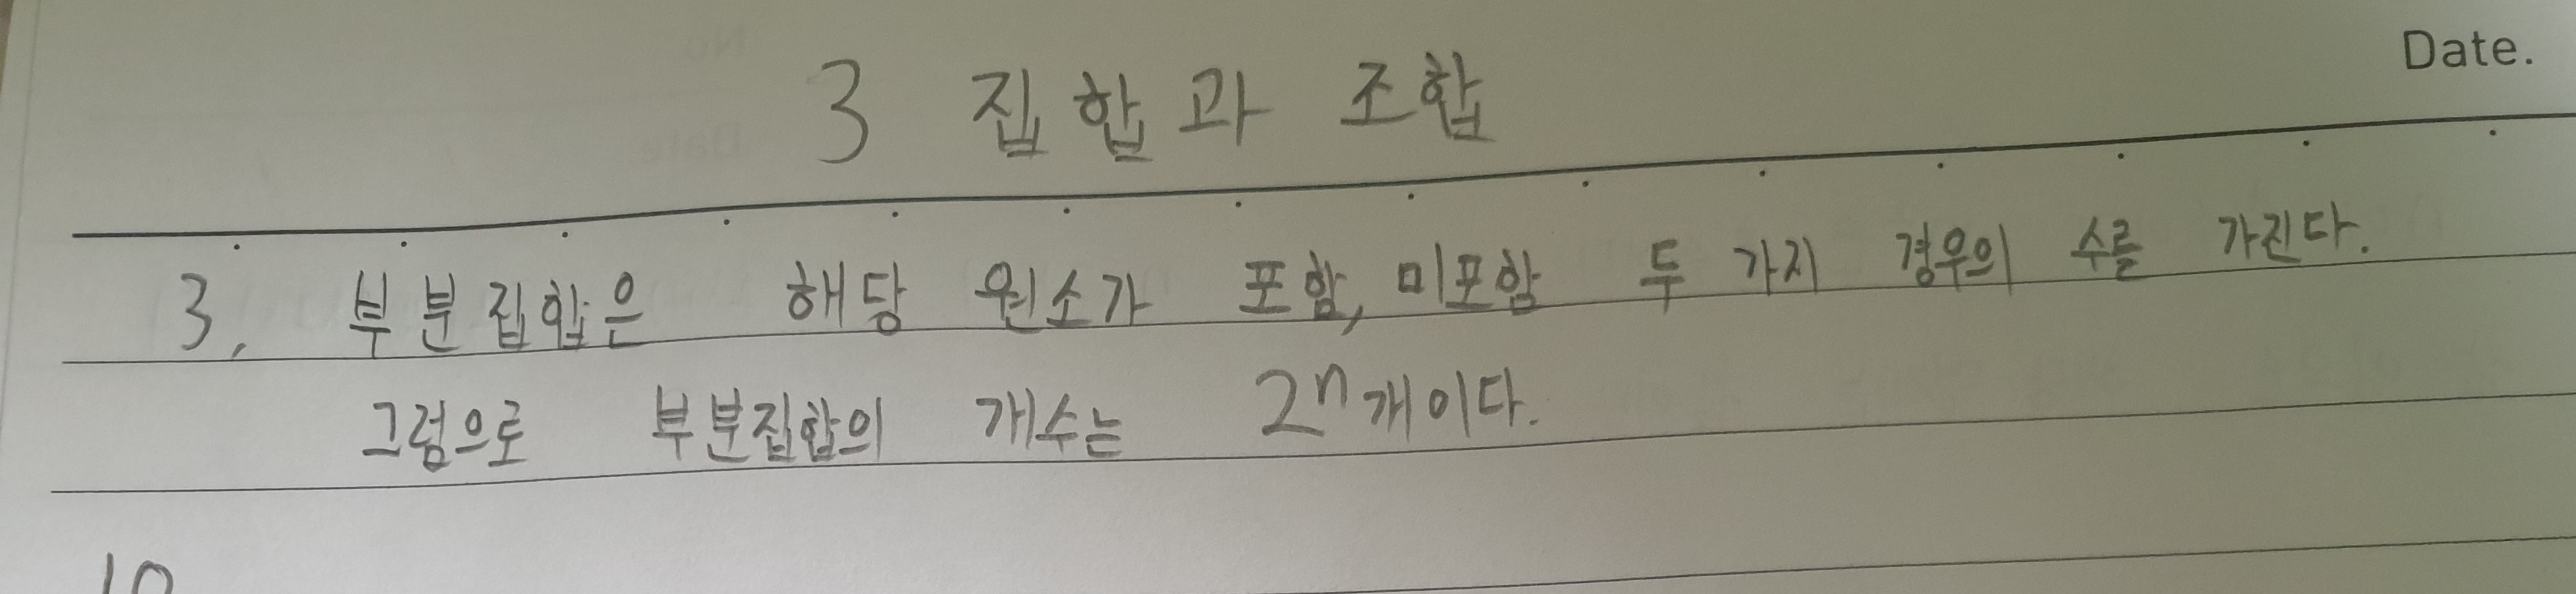 Date.
3 집합과 조합
3, 부분집합은 해당 원소가 포함, 미포함 두 가지 경우의 수를 가진다.
그럼으로 부분집합의 개수는 2ⁿ개이다.
10